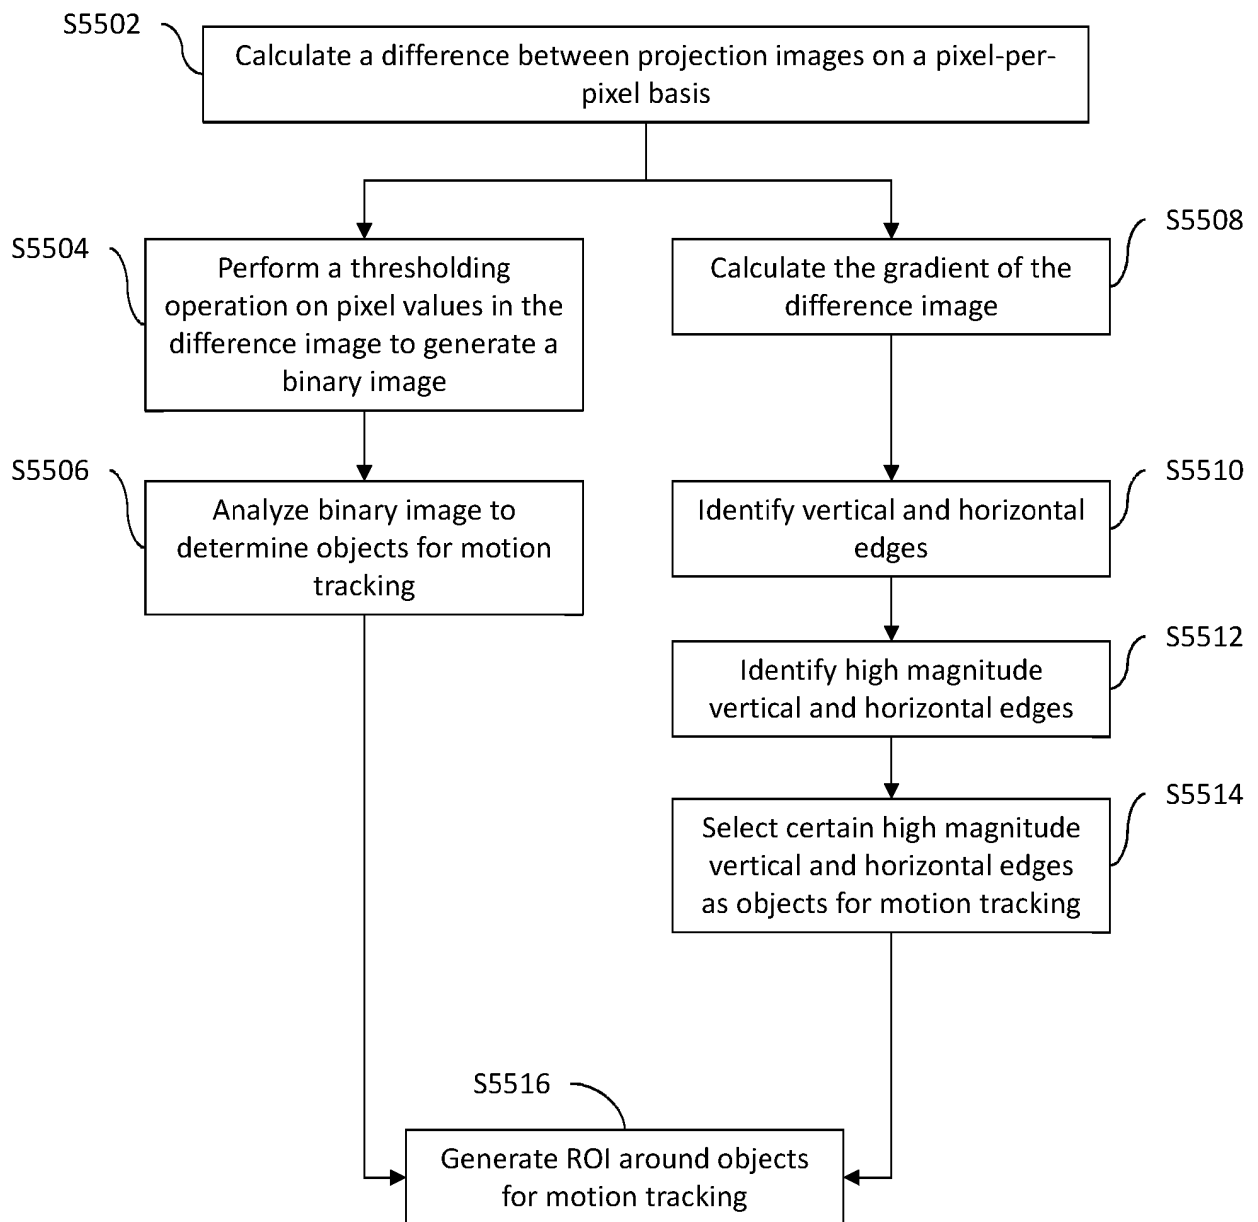 S5502
Calculate a difference between projection images on a pixel-per-
pixel basis
S5504
Perform a thresholding
operation on pixel values in the
difference image to generate a
binary image
S5508
Calculate the gradient of the
difference image
S5506
Analyze binary image to
determine objects for motion
tracking
S5510
Identify vertical and horizontal
edges
S5512
Identify high magnitude
vertical and horizontal edges
S5514
Select certain high magnitude
vertical and horizontal edges
as objects for motion tracking
S5516
Generate ROI around objects
for motion tracking